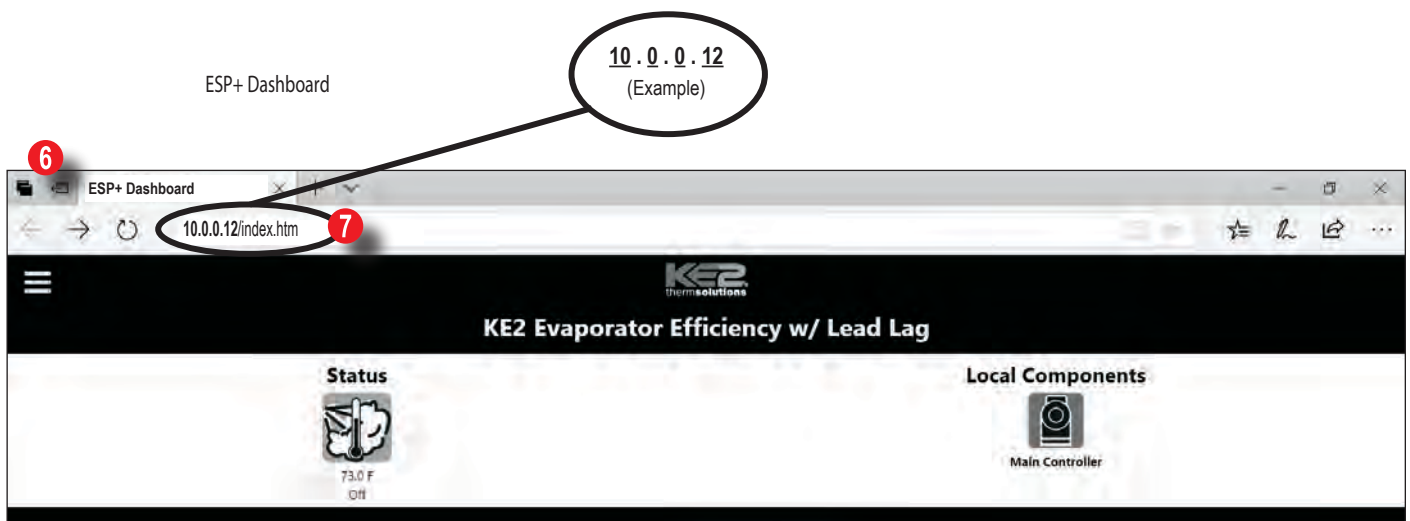 10 . 0 . 0 . 12
(Example)
ESP+ Dashboard
6
ESP+ Dashboard
10.0.0.12/index.htm
7
KE2
thermsolutions
KE2 Evaporator Efficiency w/ Lead Lag
Status
Local Components
73.0 F
Off
Main Controller